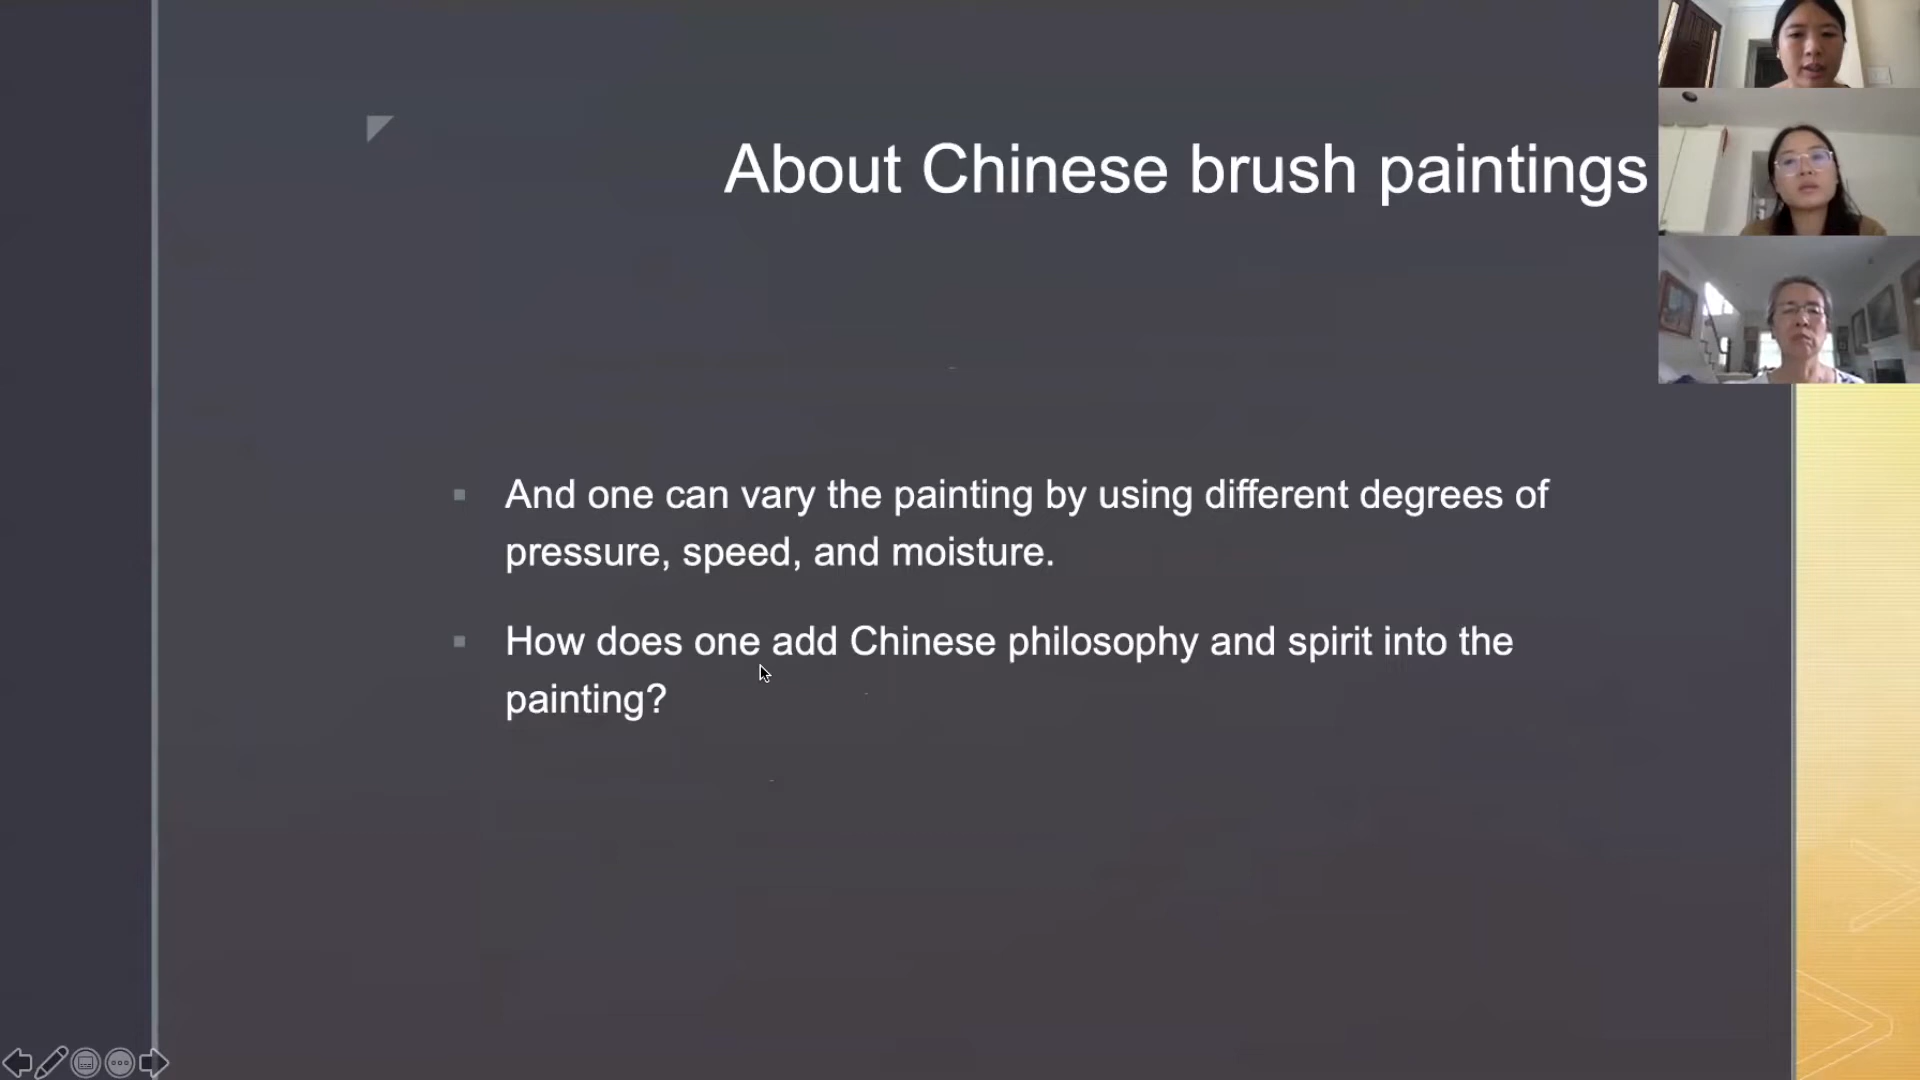 About Chinese brush paintings
And one can vary the painting by using different degrees of
pressure, speed, and moisture.
How does one add Chinese philosophy and spirit into the
painting?